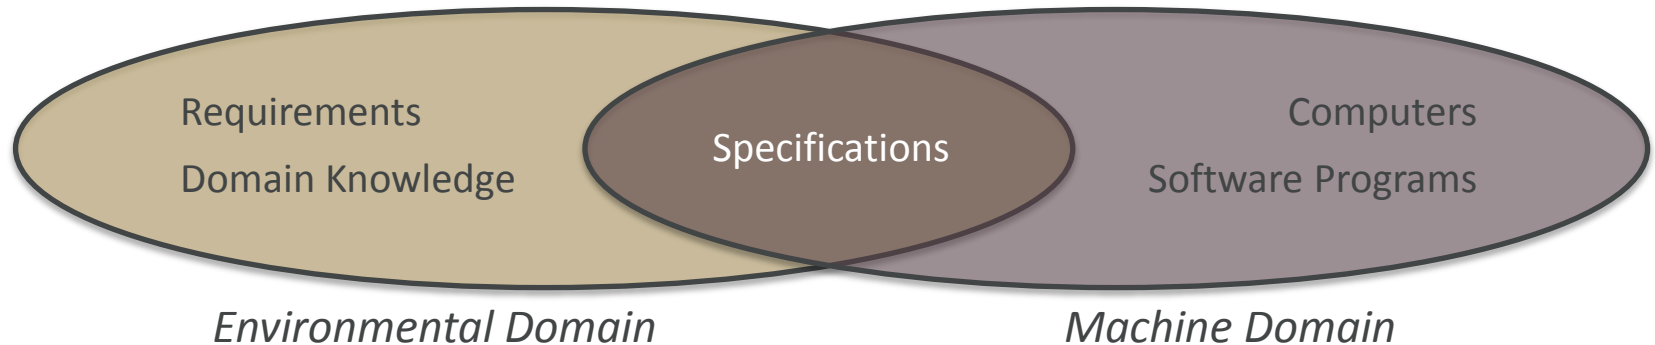 Requirements
Domain Knowledge
Specifications
Computers
Software Programs
Environmental Domain
Machine Domain